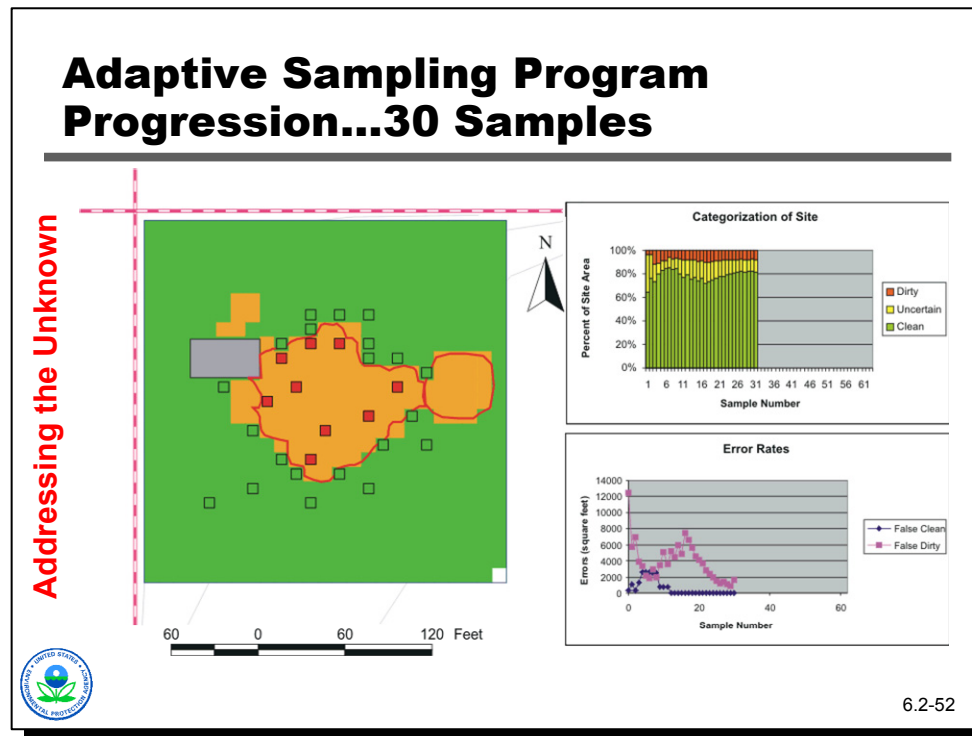 Adaptive Sampling Program
Progression...30 Samples
Addressing the Unknown
N
60 0 60 120 Feet
Categorization of Site
Percent of Site Area
100%
80%
60%
40%
20%
0%
1 6 11 16 21 26 31 36 41 46 51 56 61
Sample Number
Dirty
Uncertain
Clean
Error Rates
Errors (square feet)
14000
12000
10000
8000
6000
4000
2000
0
0 20 40 60
Sample Number
False Clean
False Dirty
UNITED STATES
ENVIRONMENTAL PROTECTION AGENCY
6.2-52